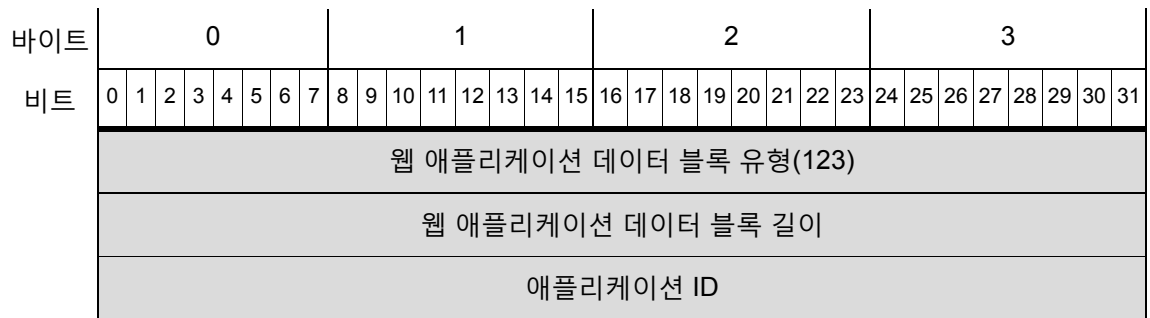 바이트 0 1 2 3
비트 0 1 2 3 4 5 6 7 8 9 10 11 12 13 14 15 16 17 18 19 20 21 22 23 24 25 26 27 28 29 30 31
웹 애플리케이션 데이터 블록 유형(123)
웹 애플리케이션 데이터 블록 길이
애플리케이션 ID